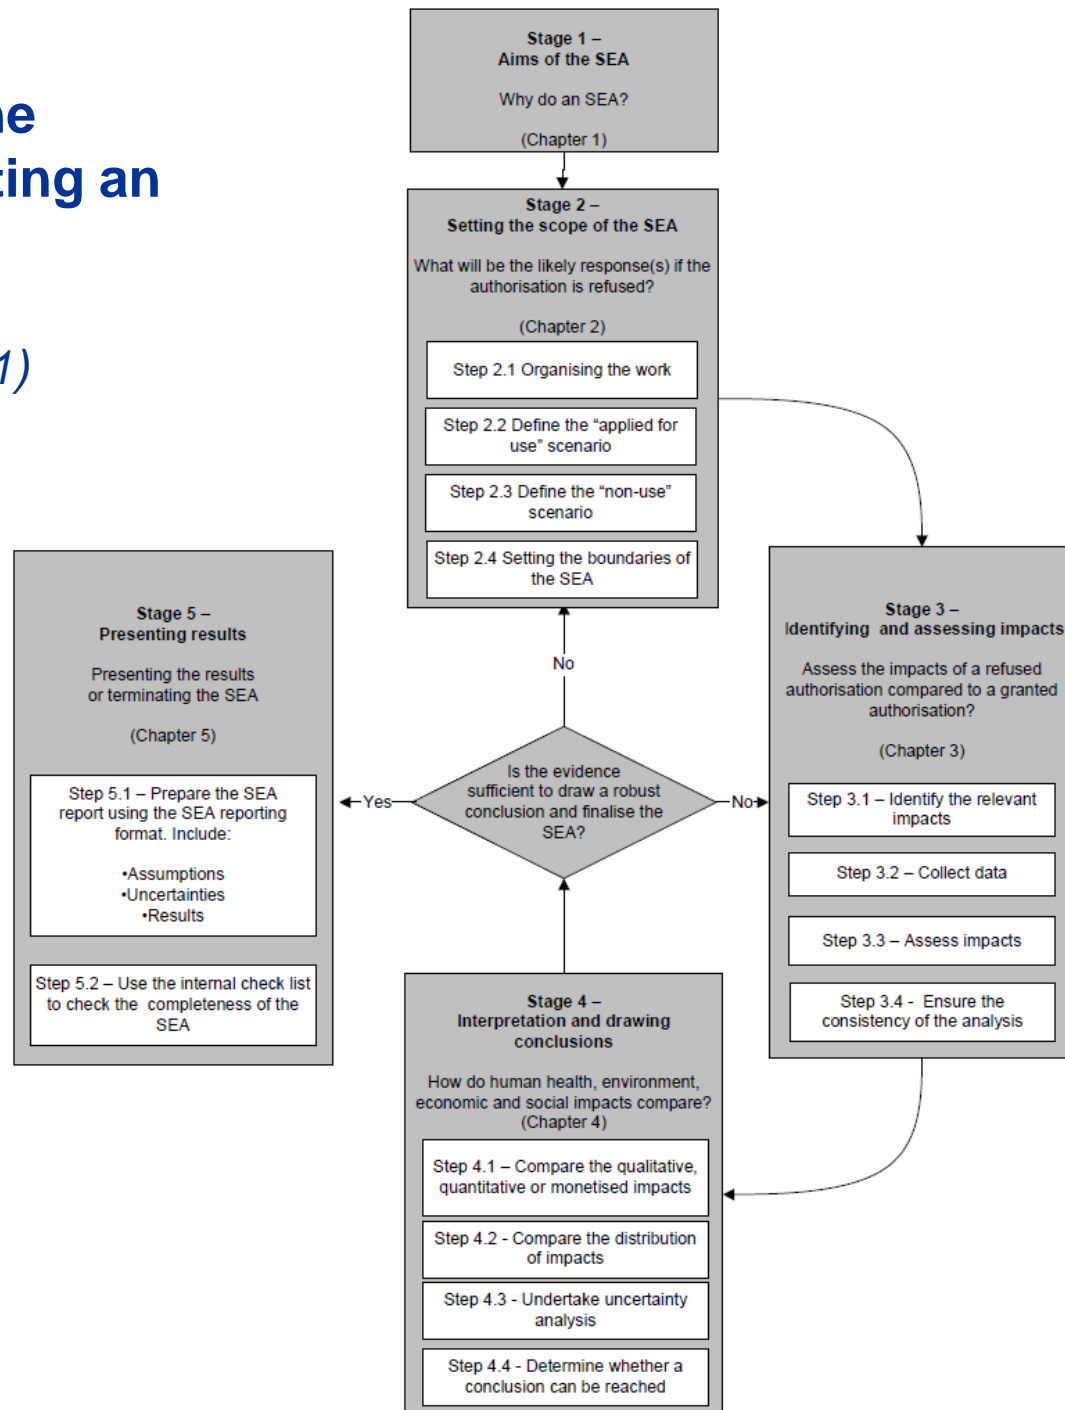 ne
ting an
1)
Stage 1 –
Aims of the SEA
Why do an SEA?
(Chapter 1)
Stage 2 –
Setting the scope of the SEA
What will be the likely response(s) if the
authorisation is refused?
(Chapter 2)
Step 2.1 Organising the work
Step 2.2 Define the “applied for
use” scenario
Step 2.3 Define the “non-use”
scenario
Step 2.4 Setting the boundaries of
the SEA
Stage 3 –
Identifying and assessing impacts
Assess the impacts of a refused
authorisation compared to a granted
authorisation?
(Chapter 3)
Step 3.1 – Identify the relevant
impacts
Step 3.2 – Collect data
Step 3.3 – Assess impacts
Step 3.4 - Ensure the
consistency of the analysis
Stage 4 –
Interpretation and drawing
conclusions
How do human health, environment,
economic and social impacts compare?
(Chapter 4)
Step 4.1 – Compare the qualitative,
quantitative or monetised impacts
Step 4.2 - Compare the distribution
of impacts
Step 4.3 - Undertake uncertainty
analysis
Step 4.4 - Determine whether a
conclusion can be reached
No
Is the evidence
sufficient to draw a robust
conclusion and finalise the
SEA?
Yes
No
Stage 5 –
Presenting results
Presenting the results
or terminating the SEA
(Chapter 5)
Step 5.1 – Prepare the SEA
report using the SEA reporting
format. Include:
•Assumptions
•Uncertainties
•Results
Step 5.2 – Use the internal check list
to check the completeness of the
SEA